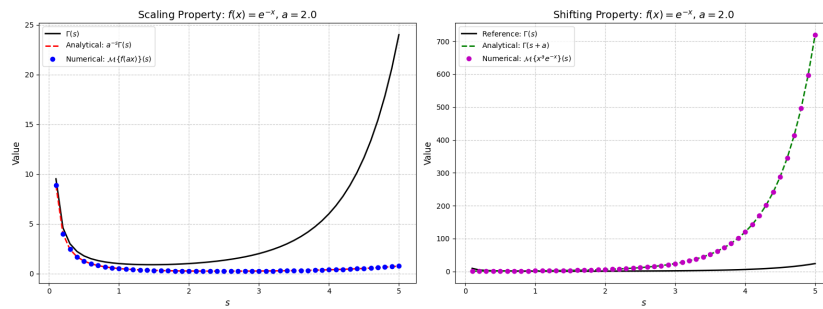 Scaling Property: f(x) = e⁻ˣ, a = 2.0
Γ(s)
Analytical: a⁻ˢΓ(s)
Numerical: ℳ{f(ax)}(s)
Value
25
20
15
10
5
0
0
1
2
3
4
5
s
Shifting Property: f(x) = e⁻ˣ, a = 2.0
Reference: Γ(s)
Analytical: Γ(s + a)
Numerical: ℳ{xᵃe⁻ˣ}(s)
Value
700
600
500
400
300
200
100
0
0
1
2
3
4
5
s